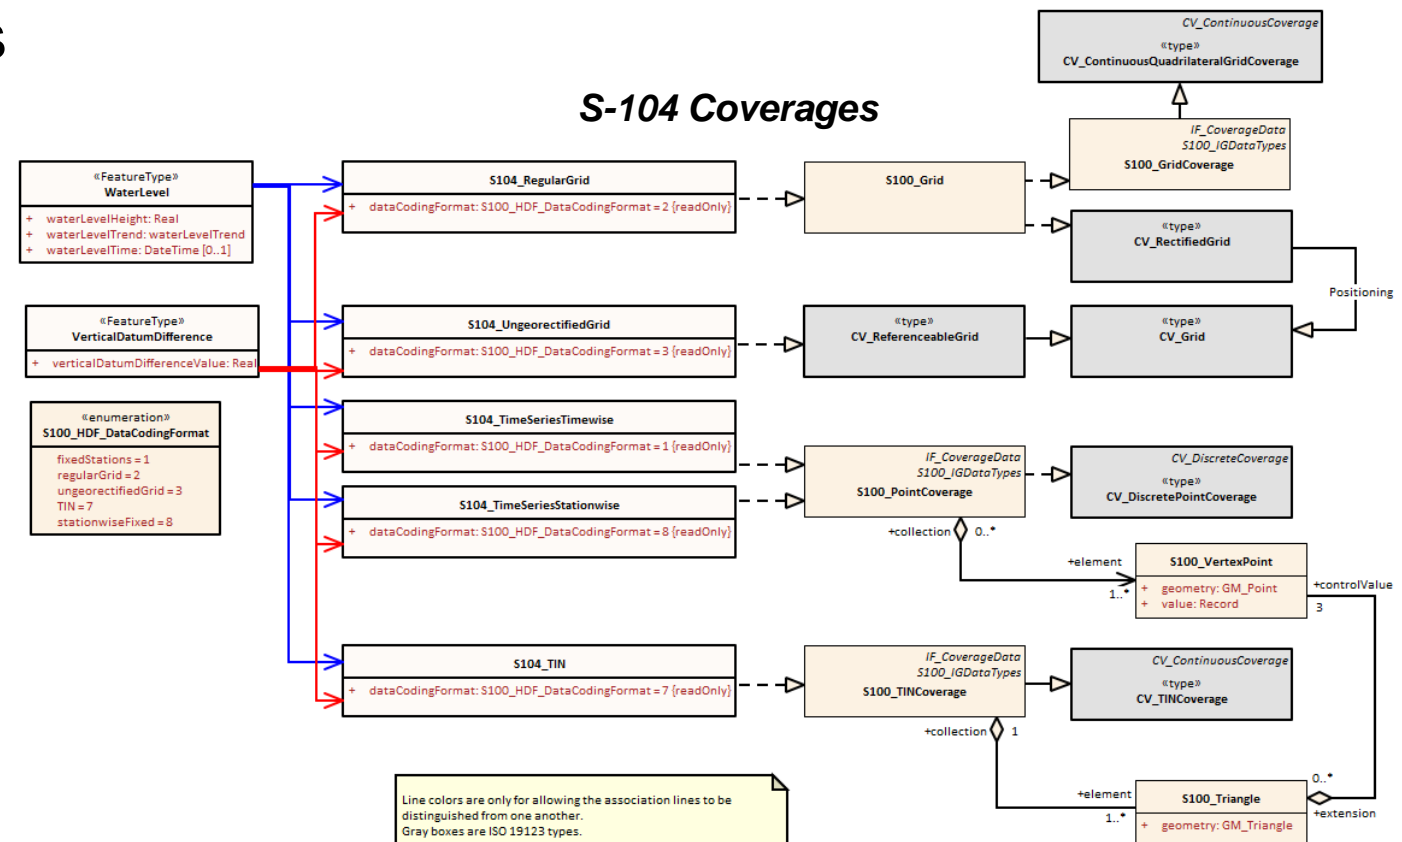 s
S-104 Coverages
CV_ContinuousCoverage
«type»
CV_ContinuousQuadrilateralGridCoverage
IF_CoverageData
S100_IGDataTypes
S100_GridCoverage
«FeatureType»
WaterLevel
+ waterLevelHeight: Real
+ waterLevelTrend: waterLevelTrend
+ waterLevelTime: DateTime [0..1]
S104_RegularGrid
+ dataCodingFormat: S100_HDF_DataCodingFormat = 2 {readOnly}
S100_Grid
«type»
CV_RectifiedGrid
Positioning
«FeatureType»
VerticalDatumDifference
+ verticalDatumDifferenceValue: Real
S104_UngeorectifiedGrid
+ dataCodingFormat: S100_HDF_DataCodingFormat = 3 {readOnly}
«type»
CV_ReferenceableGrid
«type»
CV_Grid
«enumeration»
S100_HDF_DataCodingFormat
fixedStations = 1
regularGrid = 2
ungeorectifiedGrid = 3
TIN = 7
stationwiseFixed = 8
S104_TimeSeriesTimewise
+ dataCodingFormat: S100_HDF_DataCodingFormat = 1 {readOnly}
S104_TimeSeriesStationwise
+ dataCodingFormat: S100_HDF_DataCodingFormat = 8 {readOnly}
IF_CoverageData
S100_IGDataTypes
S100_PointCoverage
CV_DiscreteCoverage
«type»
CV_DiscretePointCoverage
+collection 0..*
+element
1..*
S100_VertexPoint
+ geometry: GM_Point
+ value: Record
+controlValue
3
S104_TIN
+ dataCodingFormat: S100_HDF_DataCodingFormat = 7 {readOnly}
IF_CoverageData
S100_IGDataTypes
S100_TINCoverage
CV_ContinuousCoverage
«type»
CV_TINCoverage
+collection 1
+element
1..*
S100_Triangle
+ geometry: GM_Triangle
0..*
+extension
Line colors are only for allowing the association lines to be
distinguished from one another.
Gray boxes are ISO 19123 types.